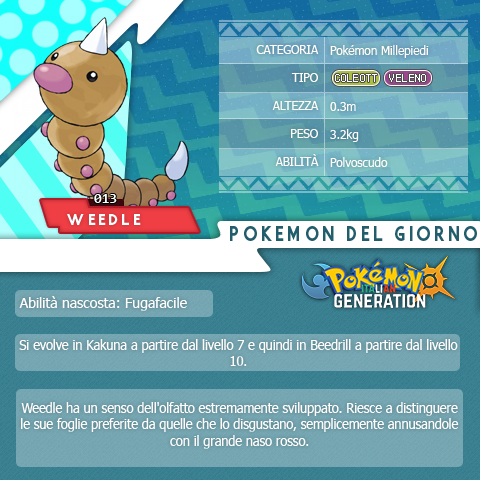 CATEGORIA Pokémon Millepiedi
TIPO COLEOTT VELENO
ALTEZZA 0.3m
PESO 3.2kg
ABILITÀ Polvoscudo
013
WEEDLE
POKEMON DEL GIORNO
Pokémon
ITALIAN
GENERATION
Abilità nascosta: Fugafacile
Si evolve in Kakuna a partire dal livello 7 e quindi in Beedrill a partire dal livello
10.
Weedle ha un senso dell'olfatto estremamente sviluppato. Riesce a distinguere
le sue foglie preferite da quelle che lo disgustano, semplicemente annusandole
con il grande naso rosso.